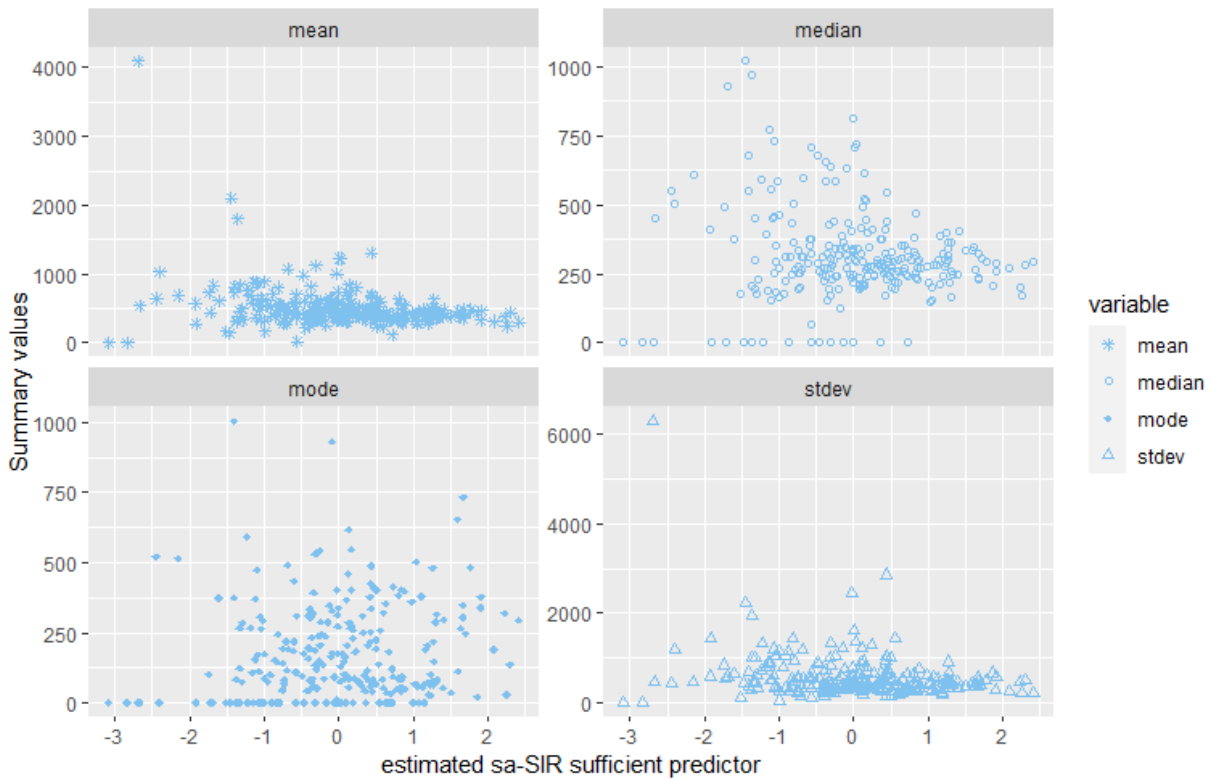 mean
median
4000
3000
2000
1000
0
1000
750
500
250
0
mode
stdev
1000
750
500
250
0
6000
4000
2000
0
-3 -2 -1 0 1 2
-3 -2 -1 0 1 2
estimated sa-SIR sufficient predictor
Summary values
variable
mean
median
mode
stdev